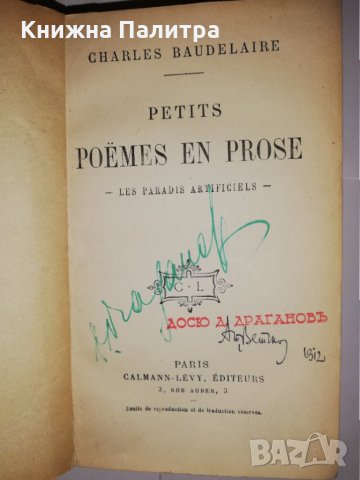 Книжна Палитра
CHARLES BAUDELAIRE
PETITS
POËMES EN PROSE
— LES PARADIS ARTIFICIELS —
C · L
ДОСЮ Д. ДРАГАНОВЪ
1912
PARIS
CALMANN-LÉVY, ÉDITEURS
3, RUE AUBER, 3
Droits de reproduction et de traduction réservés.
BAZAR